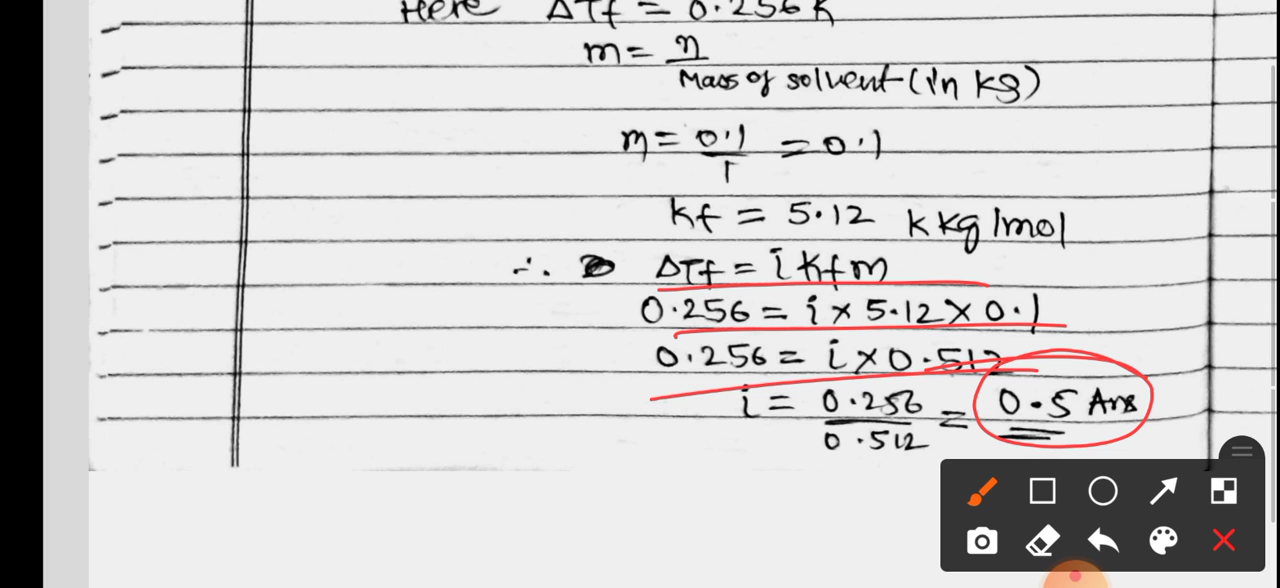 Here ΔTf = 0.256K
m = n
Mass of solvent (in kg)
m = 0.1 = 0.1
1
kf = 5.12 k kg/mol
∴ ΔTf = i kf m
0.256 = i × 5.12 × 0.1
0.256 = i × 0.512
i = 0.256 = 0.5 Ans
0.512